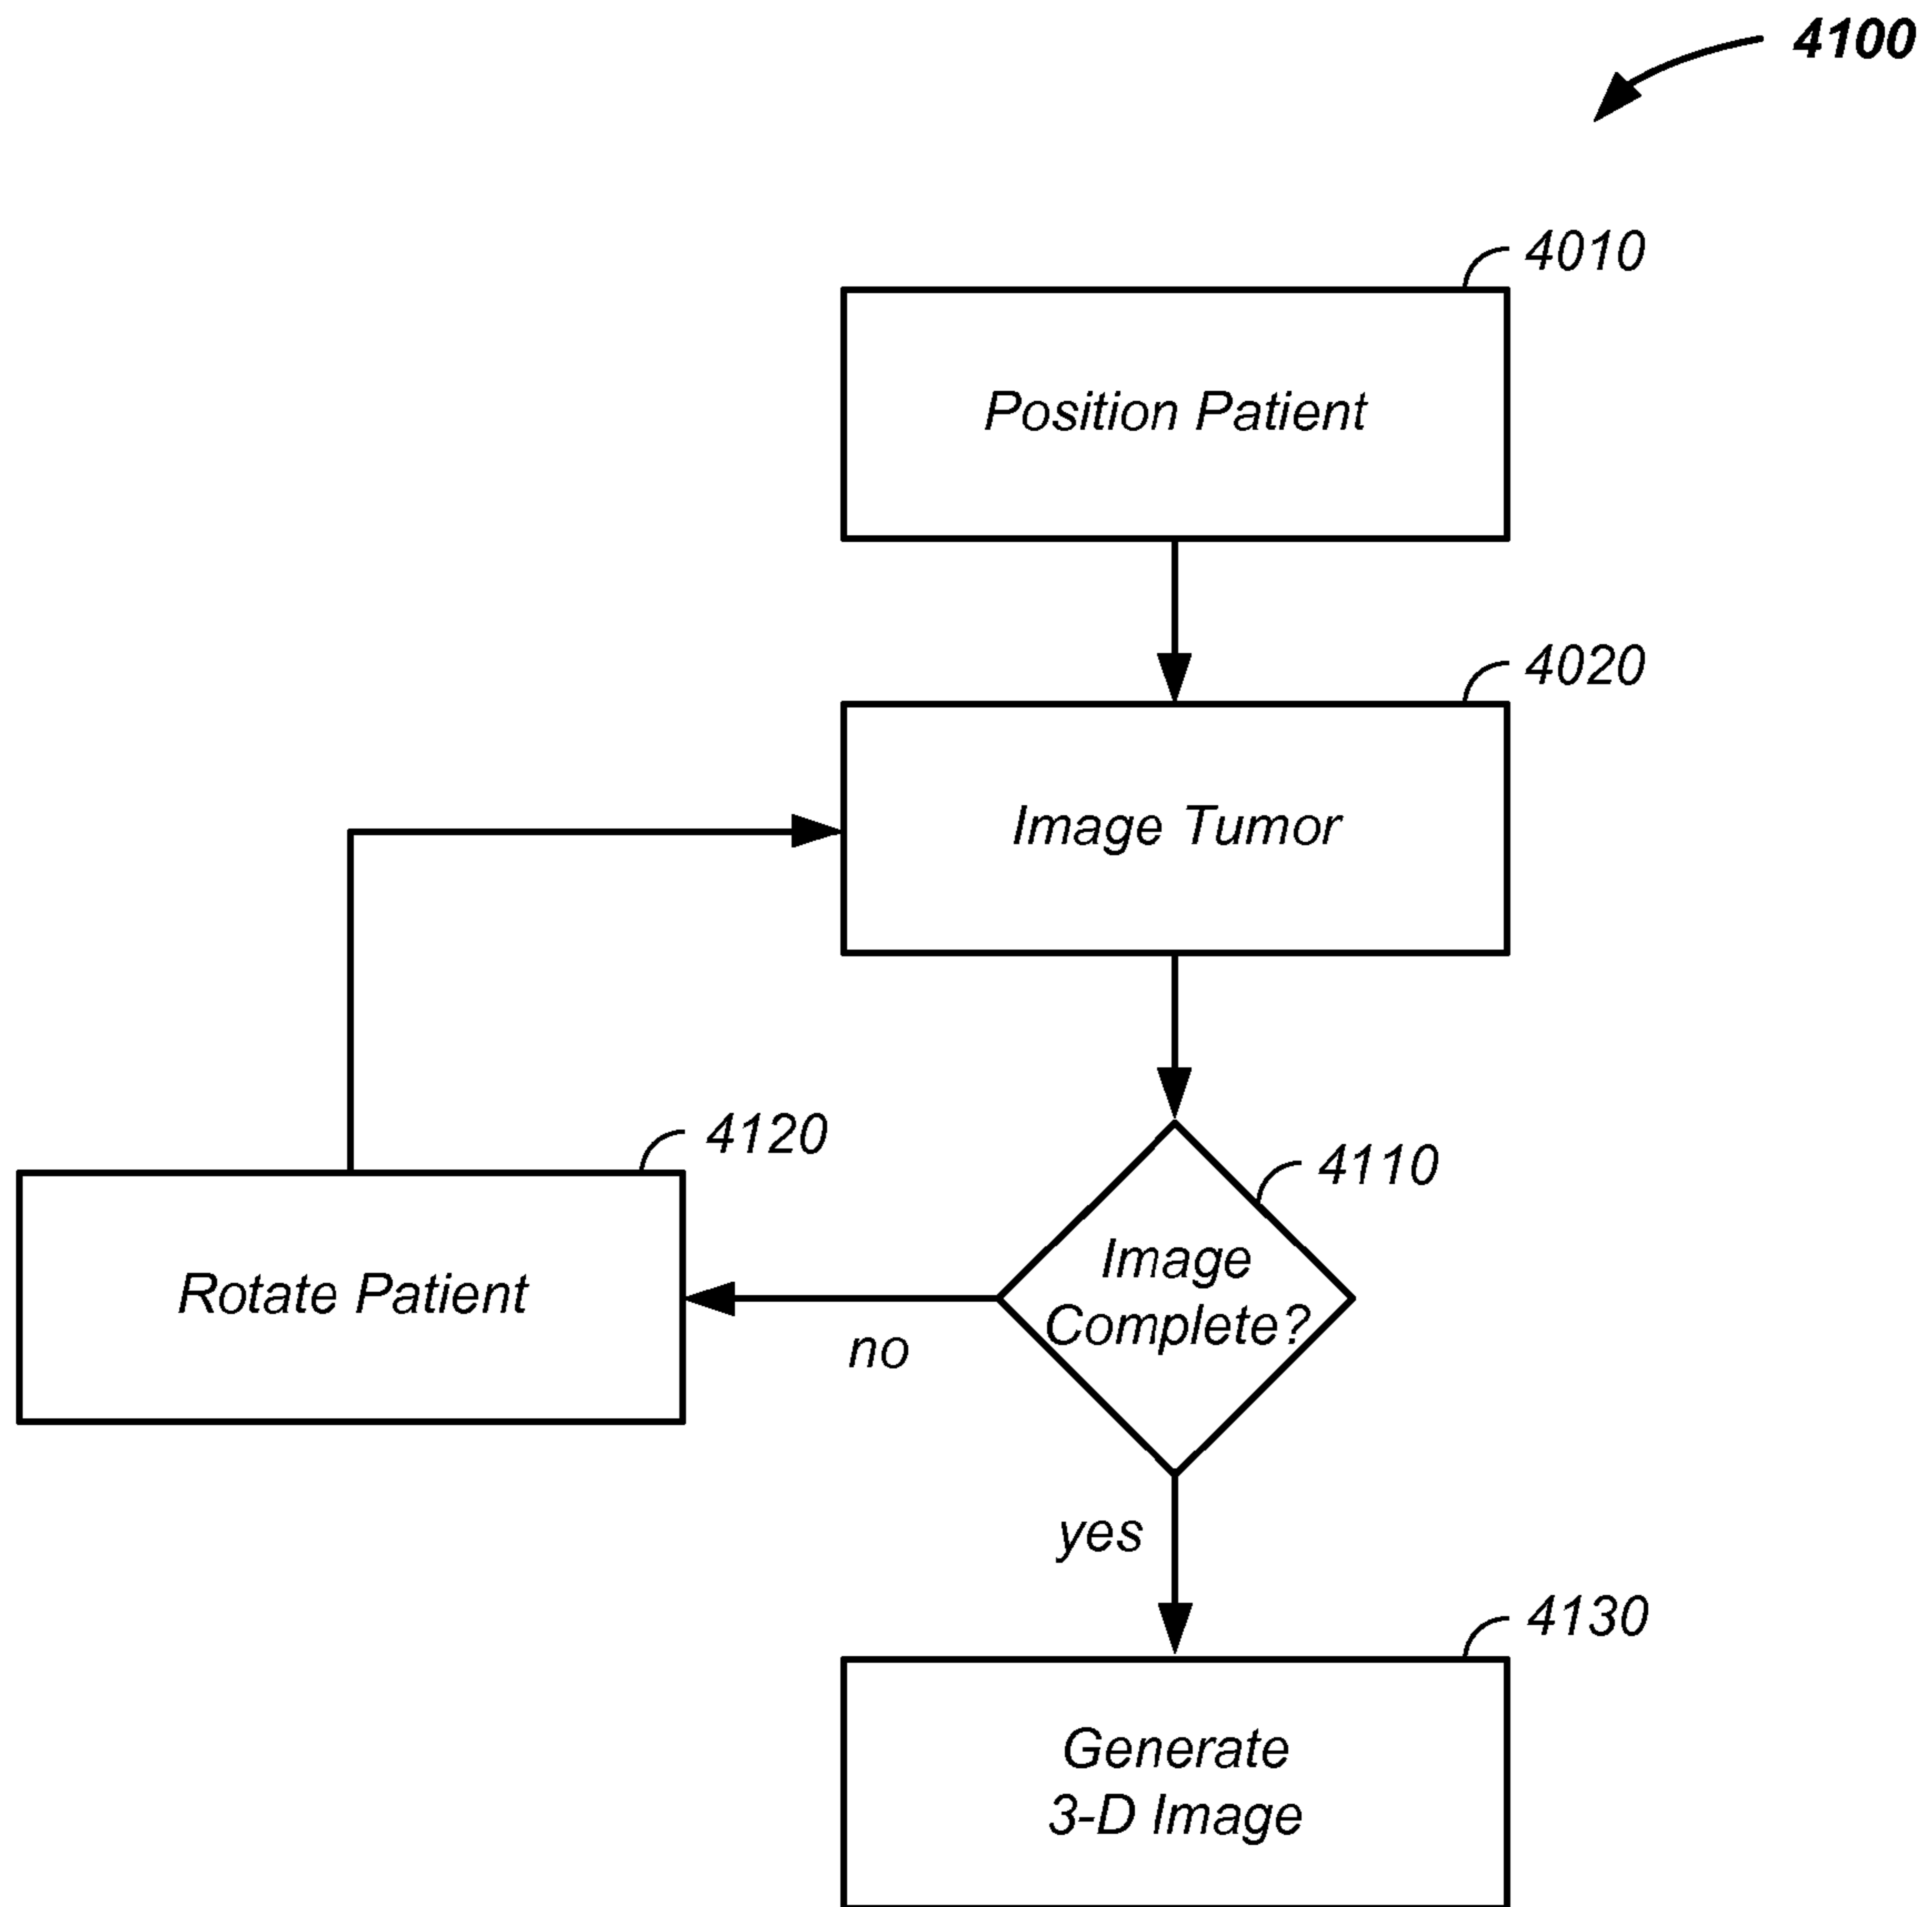 4100
4010
Position Patient
4020
Image Tumor
4120
4110
Rotate Patient
Image
Complete?
no
yes
4130
Generate
3-D Image